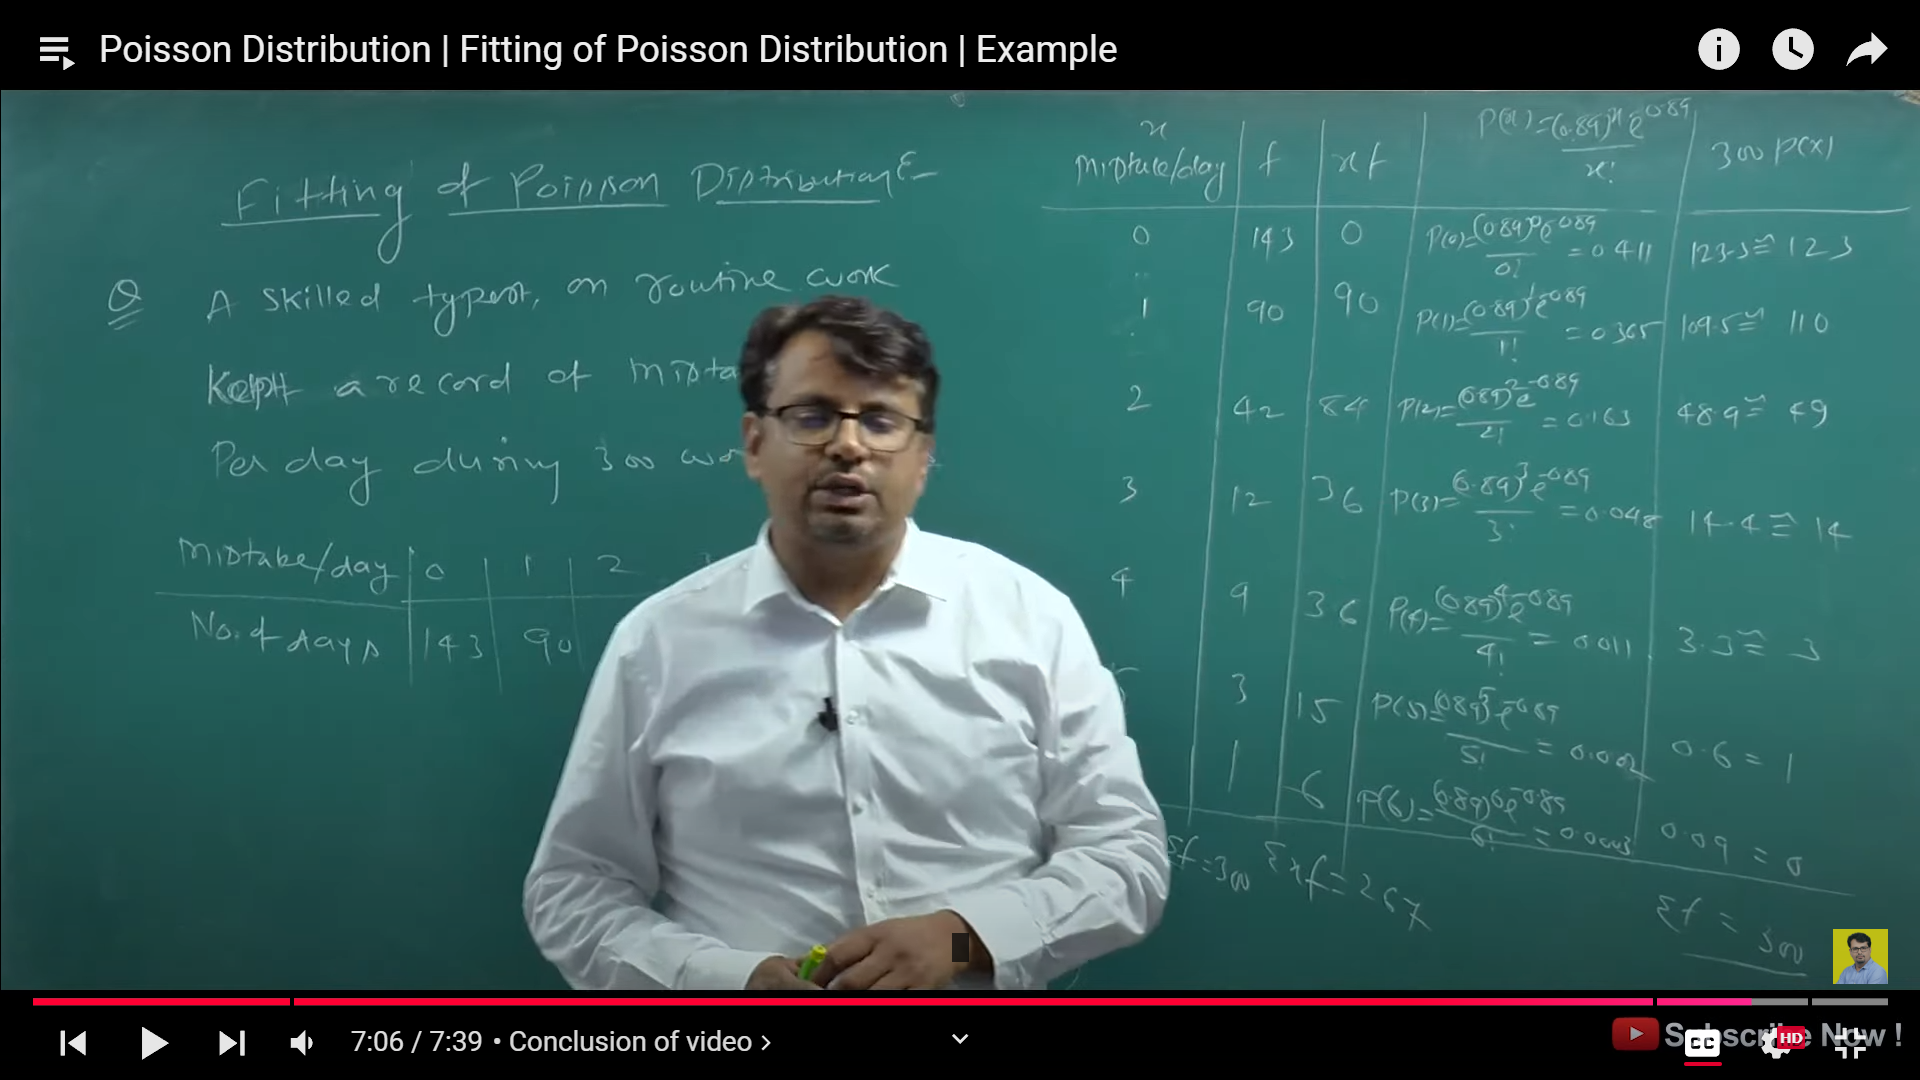 Poisson Distribution | Fitting of Poisson Distribution | Example
Fitting of Poisson Distribution
Q A skilled typist, on routine work
Kept a record of mista
Per day during 300 wo
Mistake/day 0 1 2
No. of days 143 90
x
Mistake/day f xf P(x)=(0.89)^x e^0.89/x! 300 P(x)
0 143 0 P(0)=(0.89)^0 e^-0.89/0! =0.411 123.3≅ 123
1 90 90 P(1)=(0.89)^1 e^-0.89/1! =0.365 109.5≅ 110
2 42 84 P(2)=(0.89)^2 e^-0.89/2! =0.163 48.9≅ 49
3 12 36 P(3)=(0.89)^3 e^-0.89/3! =0.048 14.4≅ 14
4 9 36 P(4)=(0.89)^4 e^-0.89/4! = 0.011 3.3≅ 3
3 15 P(5)=(0.89)^5 e^-0.89/5! = 0.002 0.6 = 1
1 6 P(6)=(0.89)^6 e^-0.89/6! =0.0003 0.09 = 0
Σf=300 Σxf=267 Σf = 300
7:06 / 7:39 • Conclusion of video ›
Subscribe Now !
CC
HD